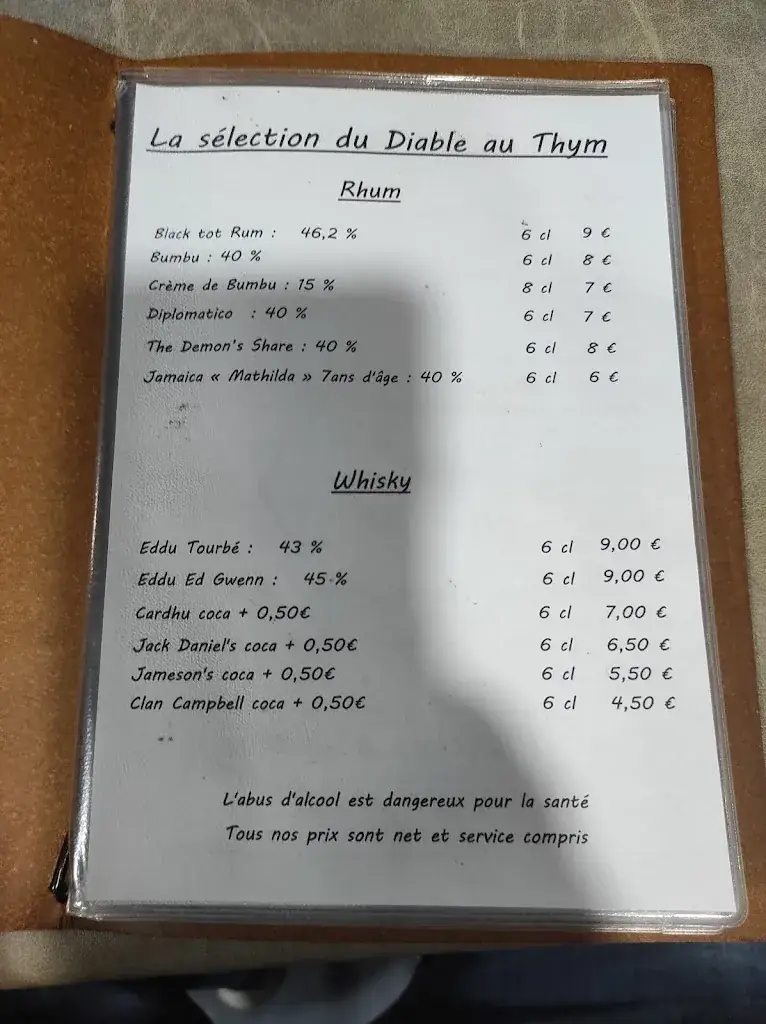 La sélection du Diable au Thym
Rhum
Black tot Rum : 46,2 % 6 cl 9 €
Bumbu : 40 % 6 cl 8 €
Crème de Bumbu : 15 % 8 cl 7 €
Diplomatico : 40 % 6 cl 7 €
The Demon's Share : 40 % 6 cl 8 €
Jamaica « Mathilda » 7ans d'âge : 40 % 6 cl 6 €
Whisky
Eddu Tourbé : 43 % 6 cl 9,00 €
Eddu Ed Gwenn : 45 % 6 cl 9,00 €
Cardhu coca + 0,50€ 6 cl 7,00 €
Jack Daniel's coca + 0,50€ 6 cl 6,50 €
Jameson's coca + 0,50€ 6 cl 5,50 €
Clan Campbell coca + 0,50€ 6 cl 4,50 €
L'abus d'alcool est dangereux pour la santé
Tous nos prix sont net et service compris